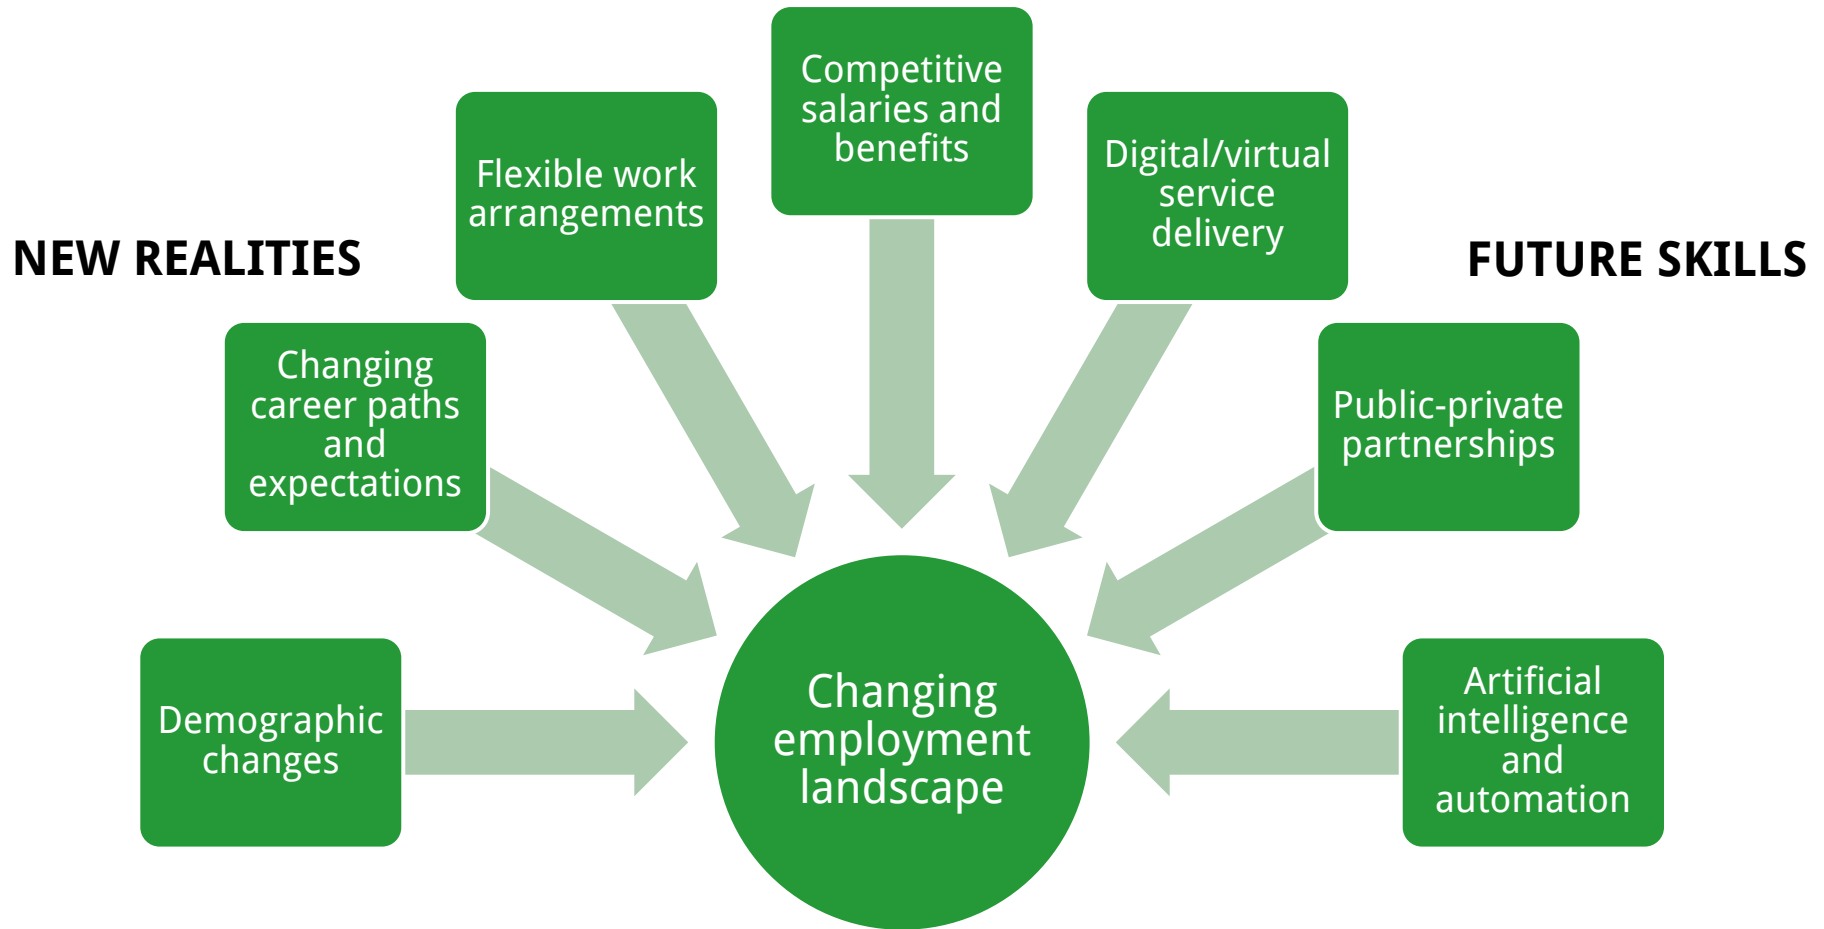 NEW REALITIES
FUTURE SKILLS
Demographic
changes
Changing
career paths
and
expectations
Flexible work
arrangements
Competitive
salaries and
benefits
Digital/virtual
service
delivery
Public-private
partnerships
Artificial
intelligence
and
automation
Changing
employment
landscape